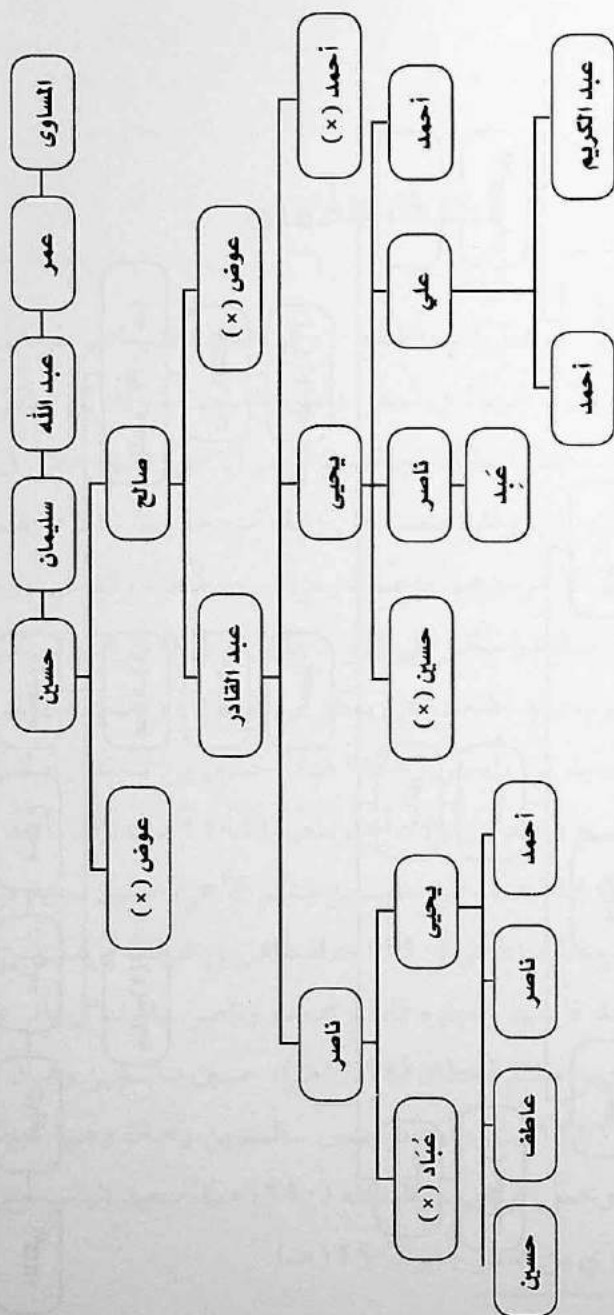 المساوى
عمر
عبد الله
سليمان
حسين
صالح
عوض (×)
عوض (×)
عبد القادر
أحمد (×)
يحيى
ناصر
أحمد
علي
ناصر
حسين (×)
يحيى
عُبَاد (×)
عَبِد
أحمد
ناصر
عاطف
حسين
عبد الكريم
أحمد